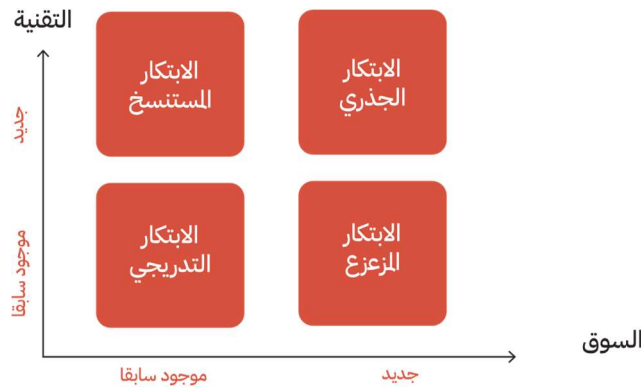 التقنية
الابتكار
الجذري
الابتكار
المستنسخ
جديد
الابتكار
المزعزع
الابتكار
التدريجي
موجود سابقا
السوق
جديد
موجود سابقا